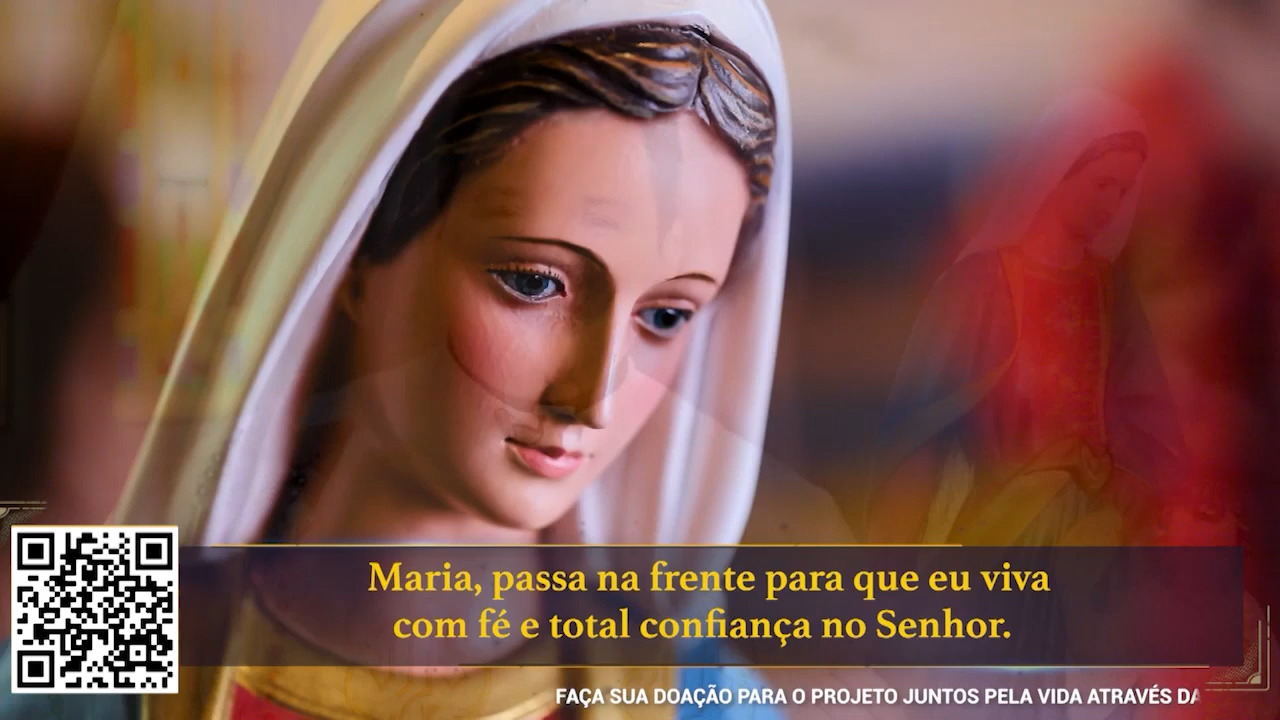 Maria, passa na frente para que eu viva
com fé e total confiança no Senhor.
FAÇA SUA DOAÇÃO PARA O PROJETO JUNTOS PELA VIDA ATRAVÉS